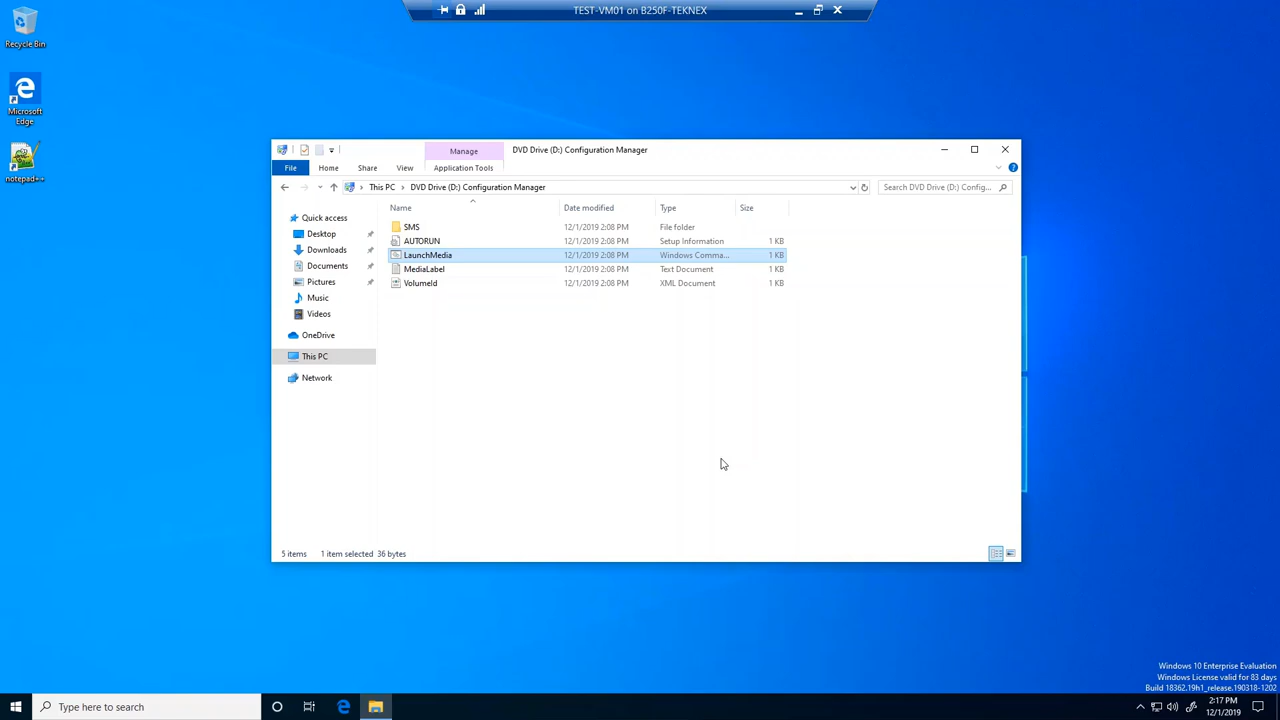 TEST-VM01 on B250F-TEKNEX
Recycle Bin
Microsoft
Edge
notepad++
Manage
DVD Drive (D:) Configuration Manager
File
Home
Share
View
Application Tools
This PC
DVD Drive (D:) Configuration Manager
Search DVD Drive (D:) Config...
Name
Date modified
Type
Size
SMS 12/1/2019 2:08 PM File folder
AUTORUN 12/1/2019 2:08 PM Setup Information 1 KB
LaunchMedia 12/1/2019 2:08 PM Windows Comma... 1 KB
MediaLabel 12/1/2019 2:08 PM Text Document 1 KB
VolumeId 12/1/2019 2:08 PM XML Document 1 KB
Quick access
Desktop
Downloads
Documents
Pictures
Music
Videos
OneDrive
This PC
Network
5 items 1 item selected 36 bytes
Windows 10 Enterprise Evaluation
Windows License valid for 83 days
Build 18362.19h1_release.190318-1202
Type here to search
2:17 PM
12/1/2019